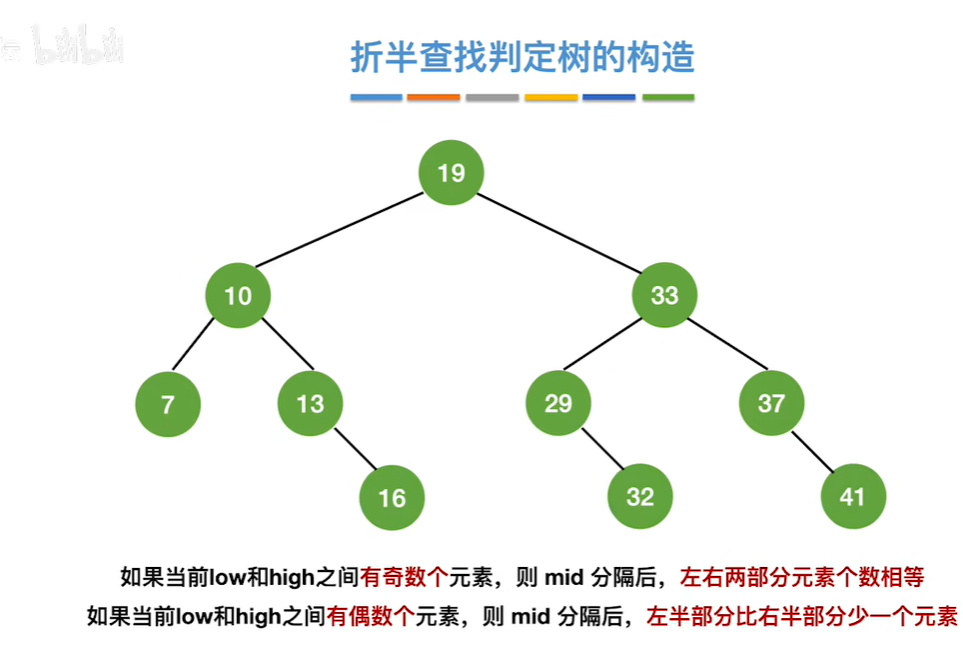 bilibili
折半查找判定树的构造
19
10 33
7 13 29 37
16 32 41
如果当前low和high之间有奇数个元素，则 mid 分隔后，左右两部分元素个数相等
如果当前low和high之间有偶数个元素，则 mid 分隔后，左半部分比右半部分少一个元素